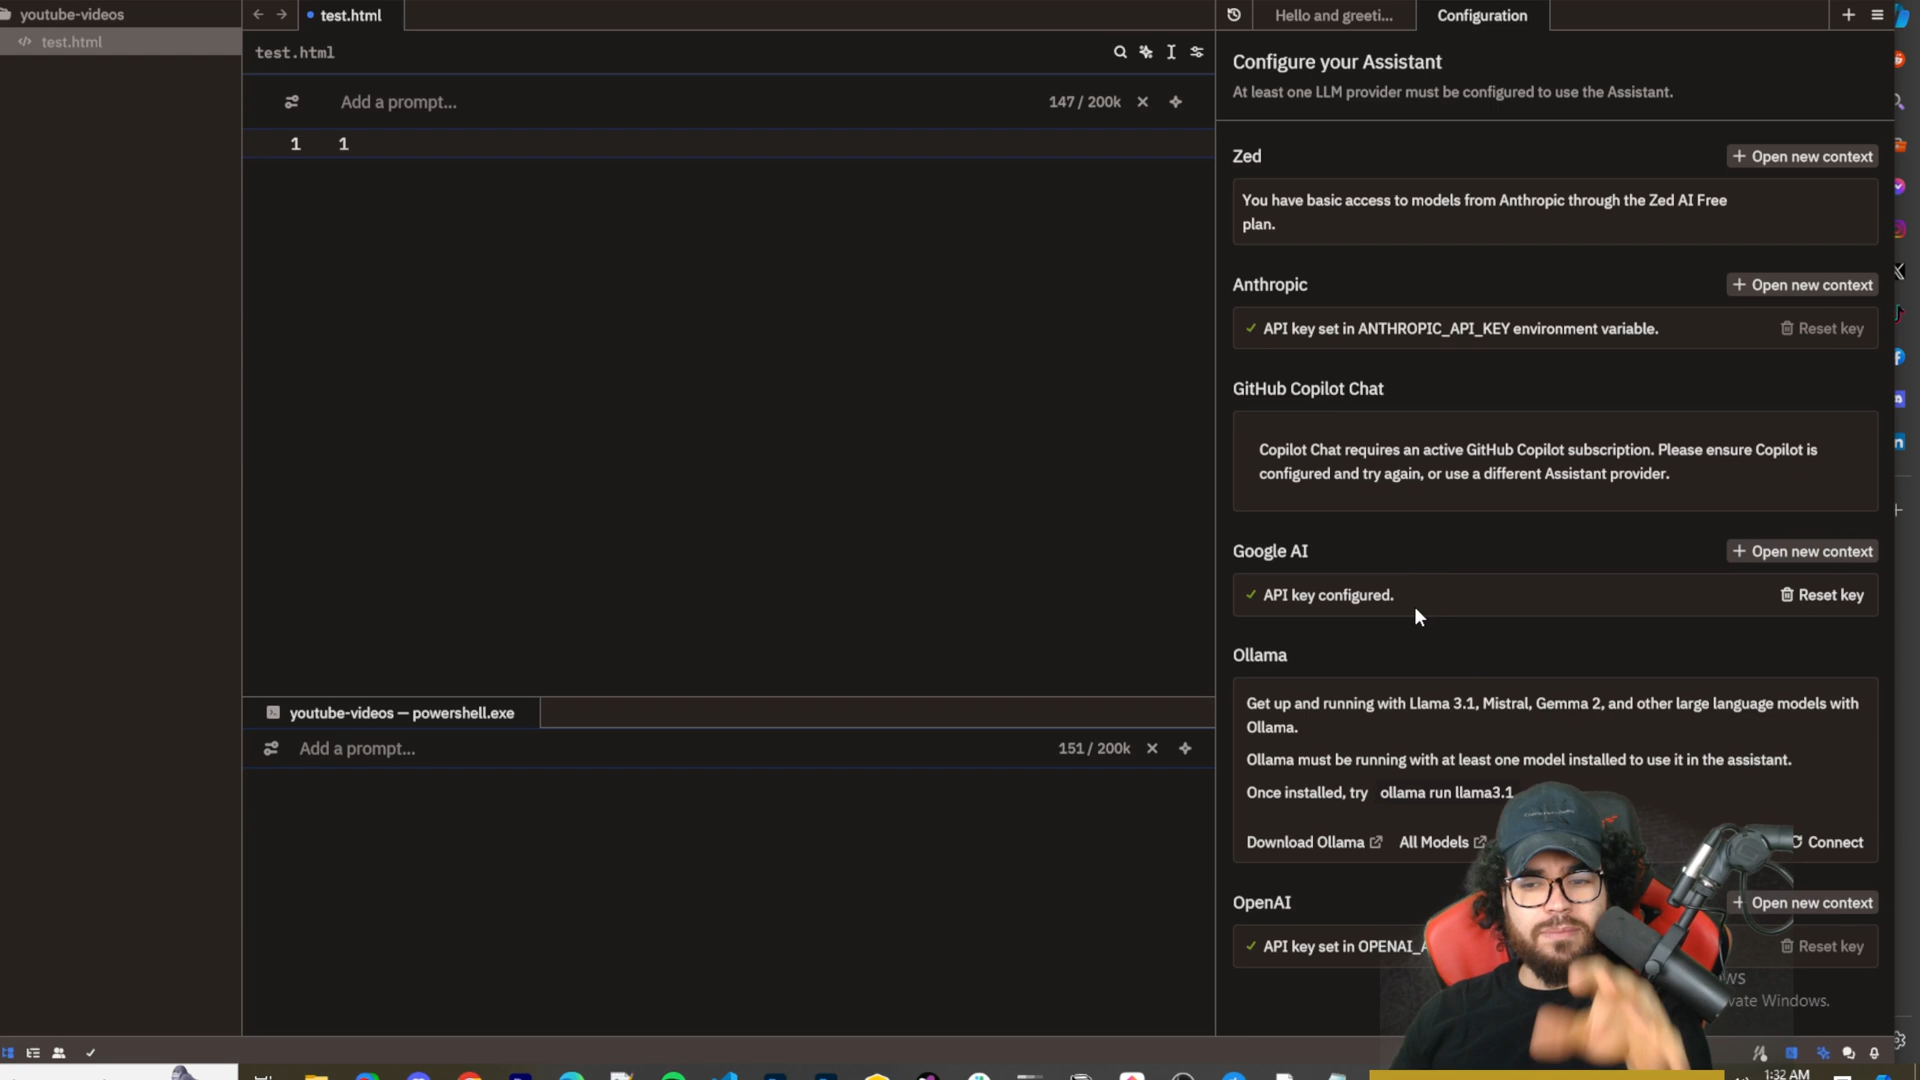 youtube-videos
test.html
test.html
Hello and greeti...
Configuration
test.html
Add a prompt...
147 / 200k
1 1
youtube-videos — powershell.exe
Add a prompt...
151 / 200k
Configure your Assistant
At least one LLM provider must be configured to use the Assistant.
Zed
Open new context
You have basic access to models from Anthropic through the Zed AI Free
plan.
Anthropic
Open new context
API key set in ANTHROPIC_API_KEY environment variable.
Reset key
GitHub Copilot Chat
Copilot Chat requires an active GitHub Copilot subscription. Please ensure Copilot is
configured and try again, or use a different Assistant provider.
Google AI
Open new context
API key configured.
Reset key
Ollama
Get up and running with Llama 3.1, Mistral, Gemma 2, and other large language models with
Ollama.
Ollama must be running with at least one model installed to use it in the assistant.
Once installed, try ollama run llama3.1
Download Ollama
All Models
Connect
OpenAI
Open new context
API key set in OPENAI_A
Reset key
ws
vate Windows.
1:32 AM